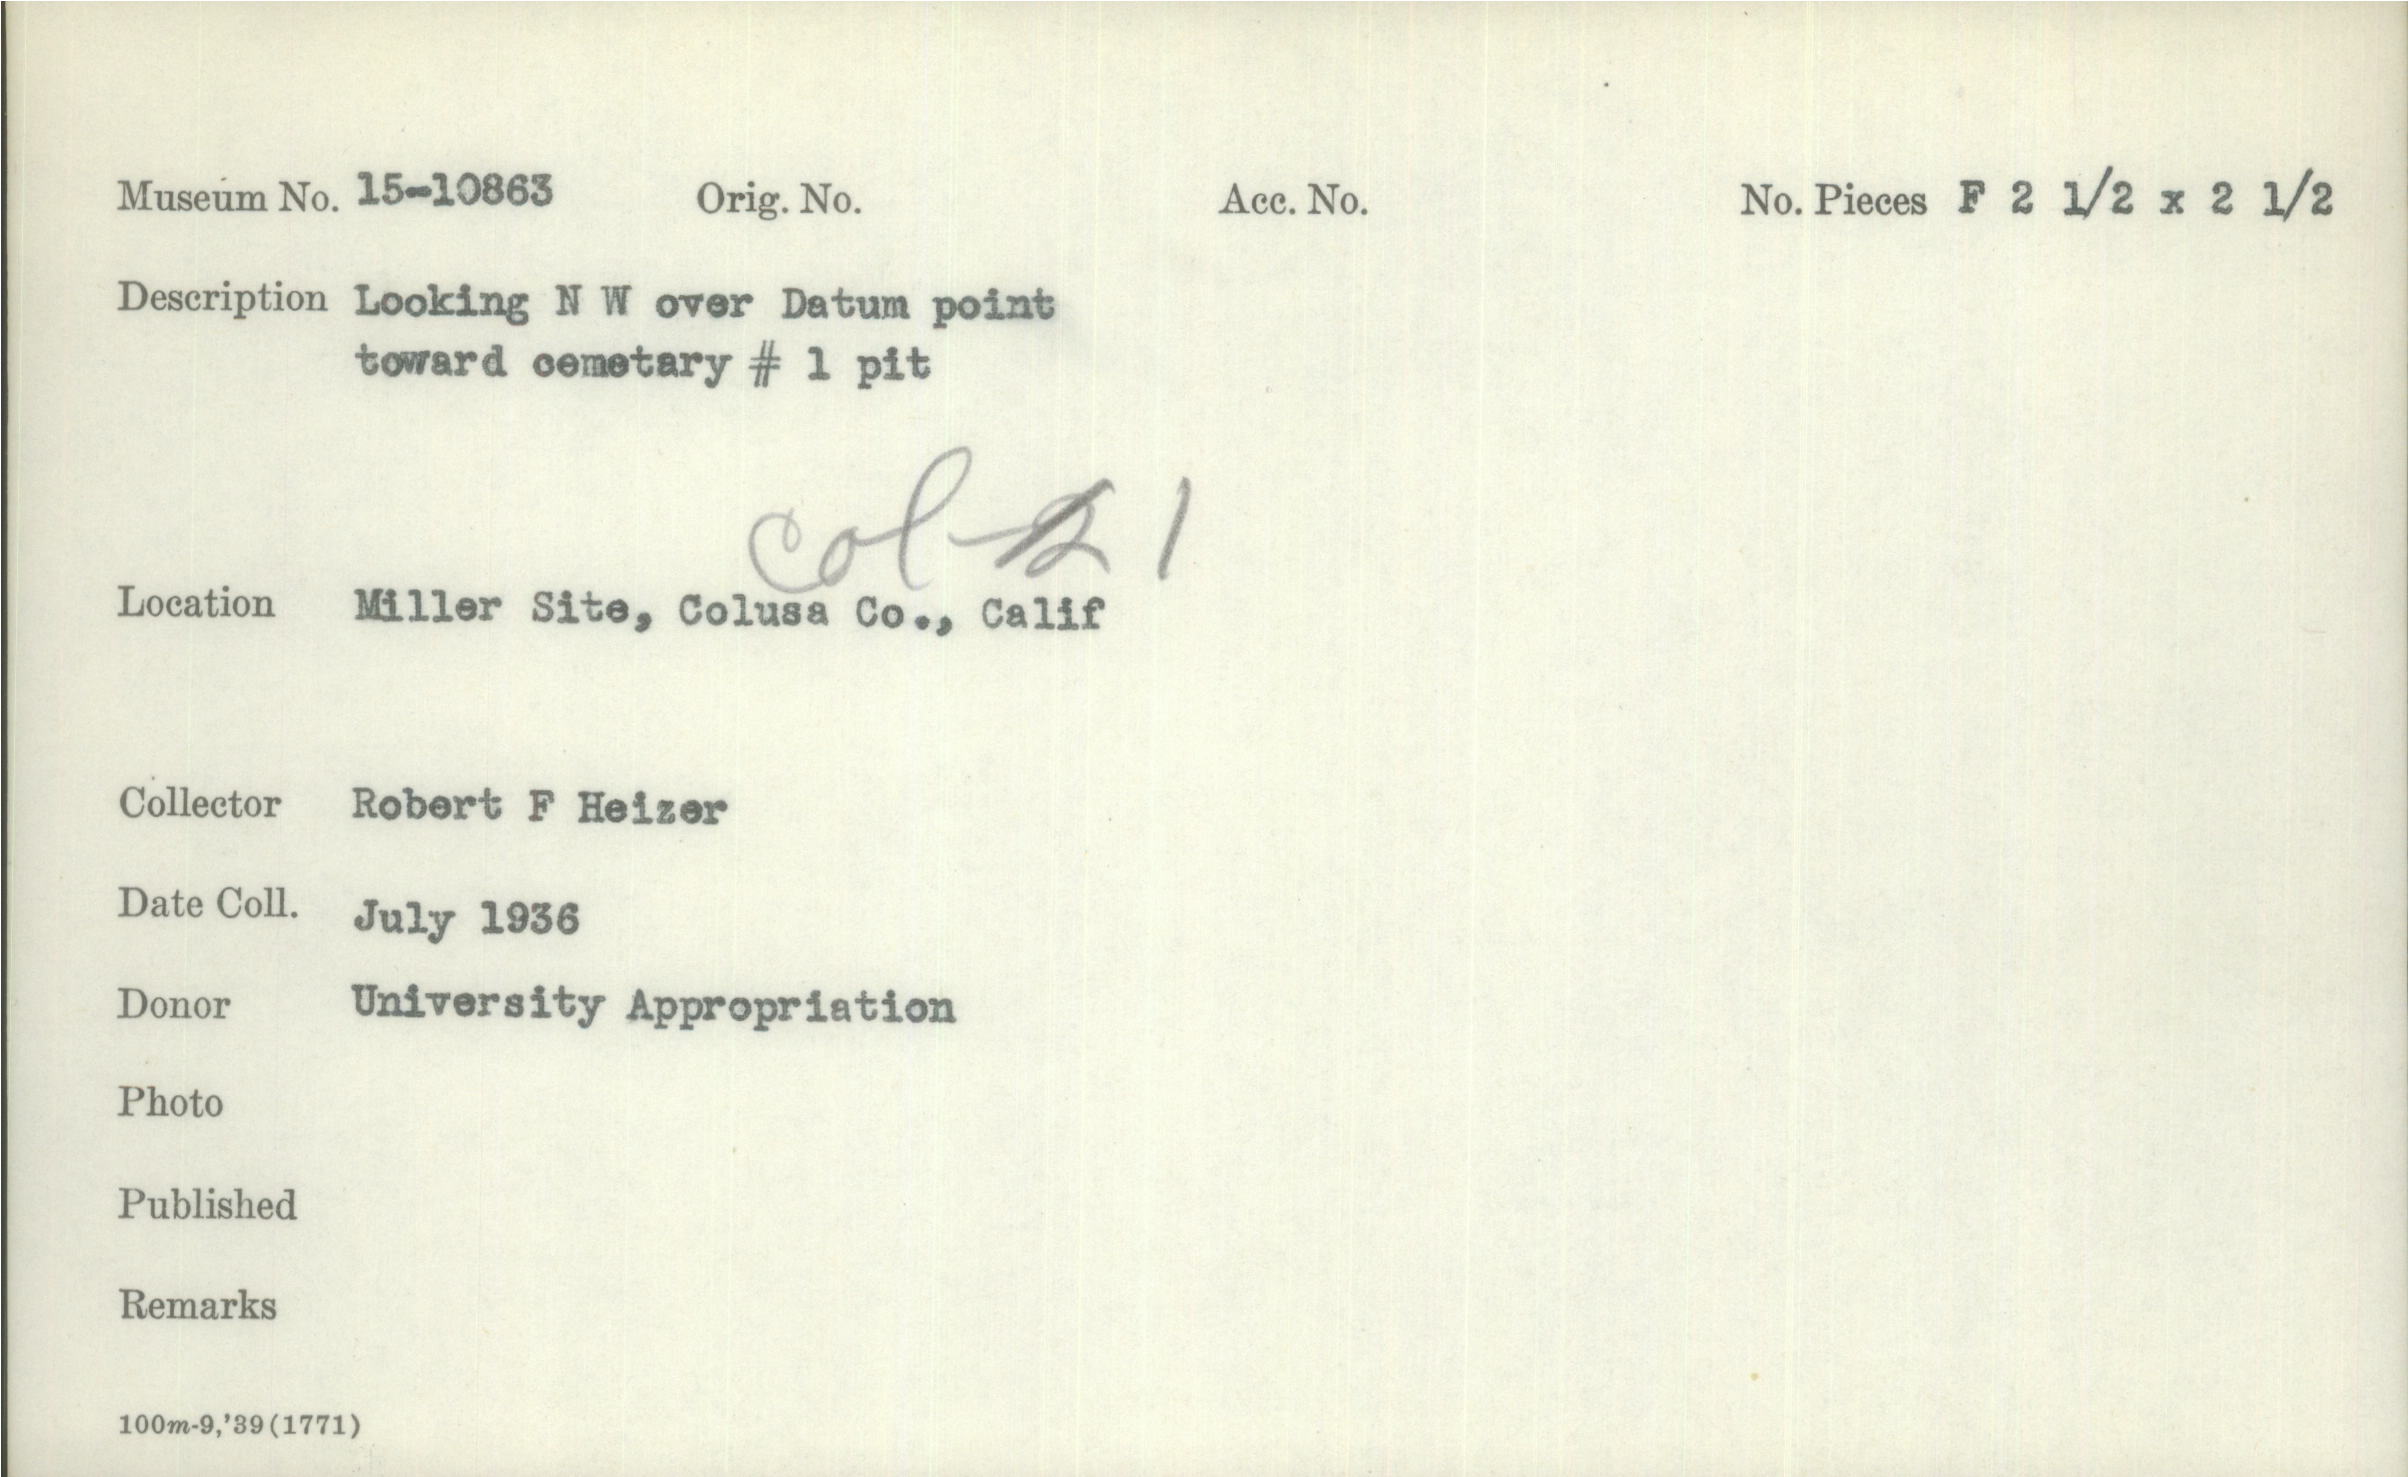 Museum No. 15-10863 Orig. No. Acc. No. No. Pieces F 2 1/2 x 2 1/2
Description Looking N W over Datum point
toward cemetary # 1 pit
Col- 1
Location Miller Site, Colusa Co., Calif
Collector Robert F Heizer
Date Coll. July 1936
Donor University Appropriation
Photo
Published
Remarks
100m-9,'39(1771)